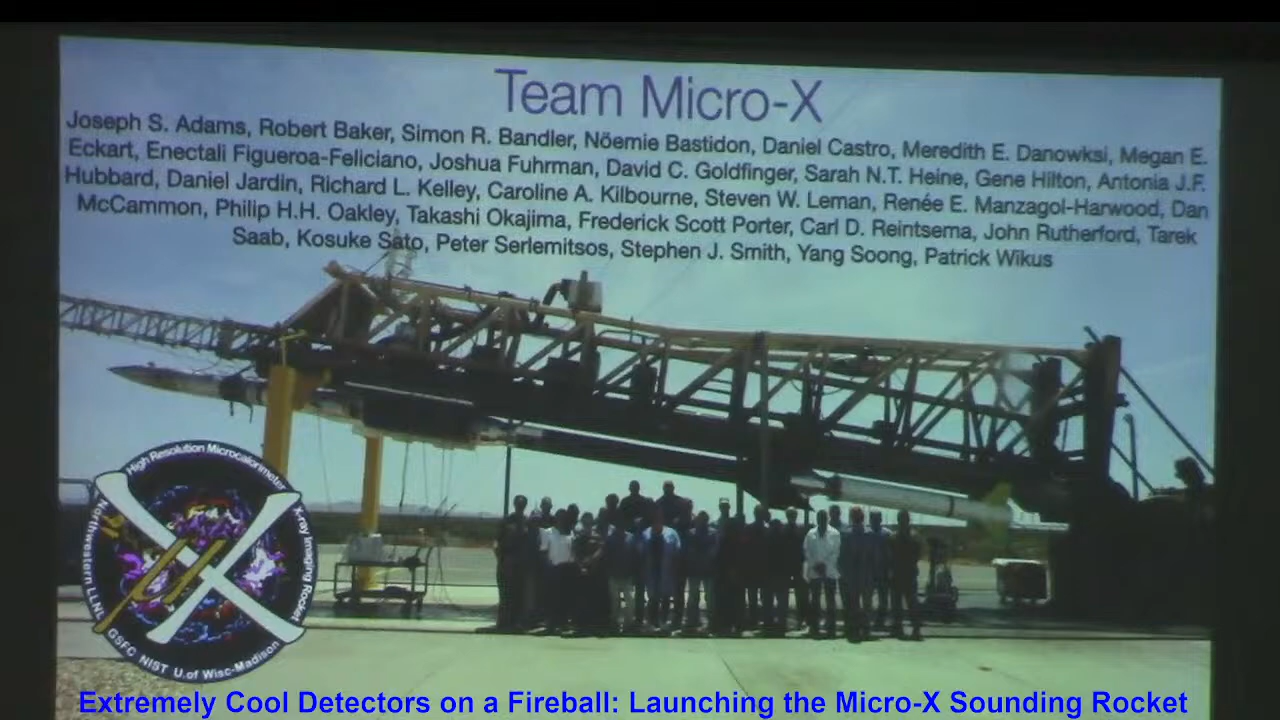 Team Micro-X
Joseph S. Adams, Robert Baker, Simon R. Bandler, Nöemie Bastidon, Daniel Castro, Meredith E. Danowksi, Megan E.
Eckart, Enectali Figueroa-Feliciano, Joshua Fuhrman, David C. Goldfinger, Sarah N.T. Heine, Gene Hilton, Antonia J.F.
Hubbard, Daniel Jardin, Richard L. Kelley, Caroline A. Kilbourne, Steven W. Leman, Renée E. Manzagol-Harwood, Dan
McCammon, Philip H.H. Oakley, Takashi Okajima, Frederick Scott Porter, Carl D. Reintsema, John Rutherford, Tarek
Saab, Kosuke Sato, Peter Serlemitsos, Stephen J. Smith, Yang Soong, Patrick Wikus
High Resolution Microcalorimeter
X-ray Imaging Rocket
μ X
Northwestern LLNL
GSFC NIST U.of Wisc-Madison
Extremely Cool Detectors on a Fireball: Launching the Micro-X Sounding Rocket